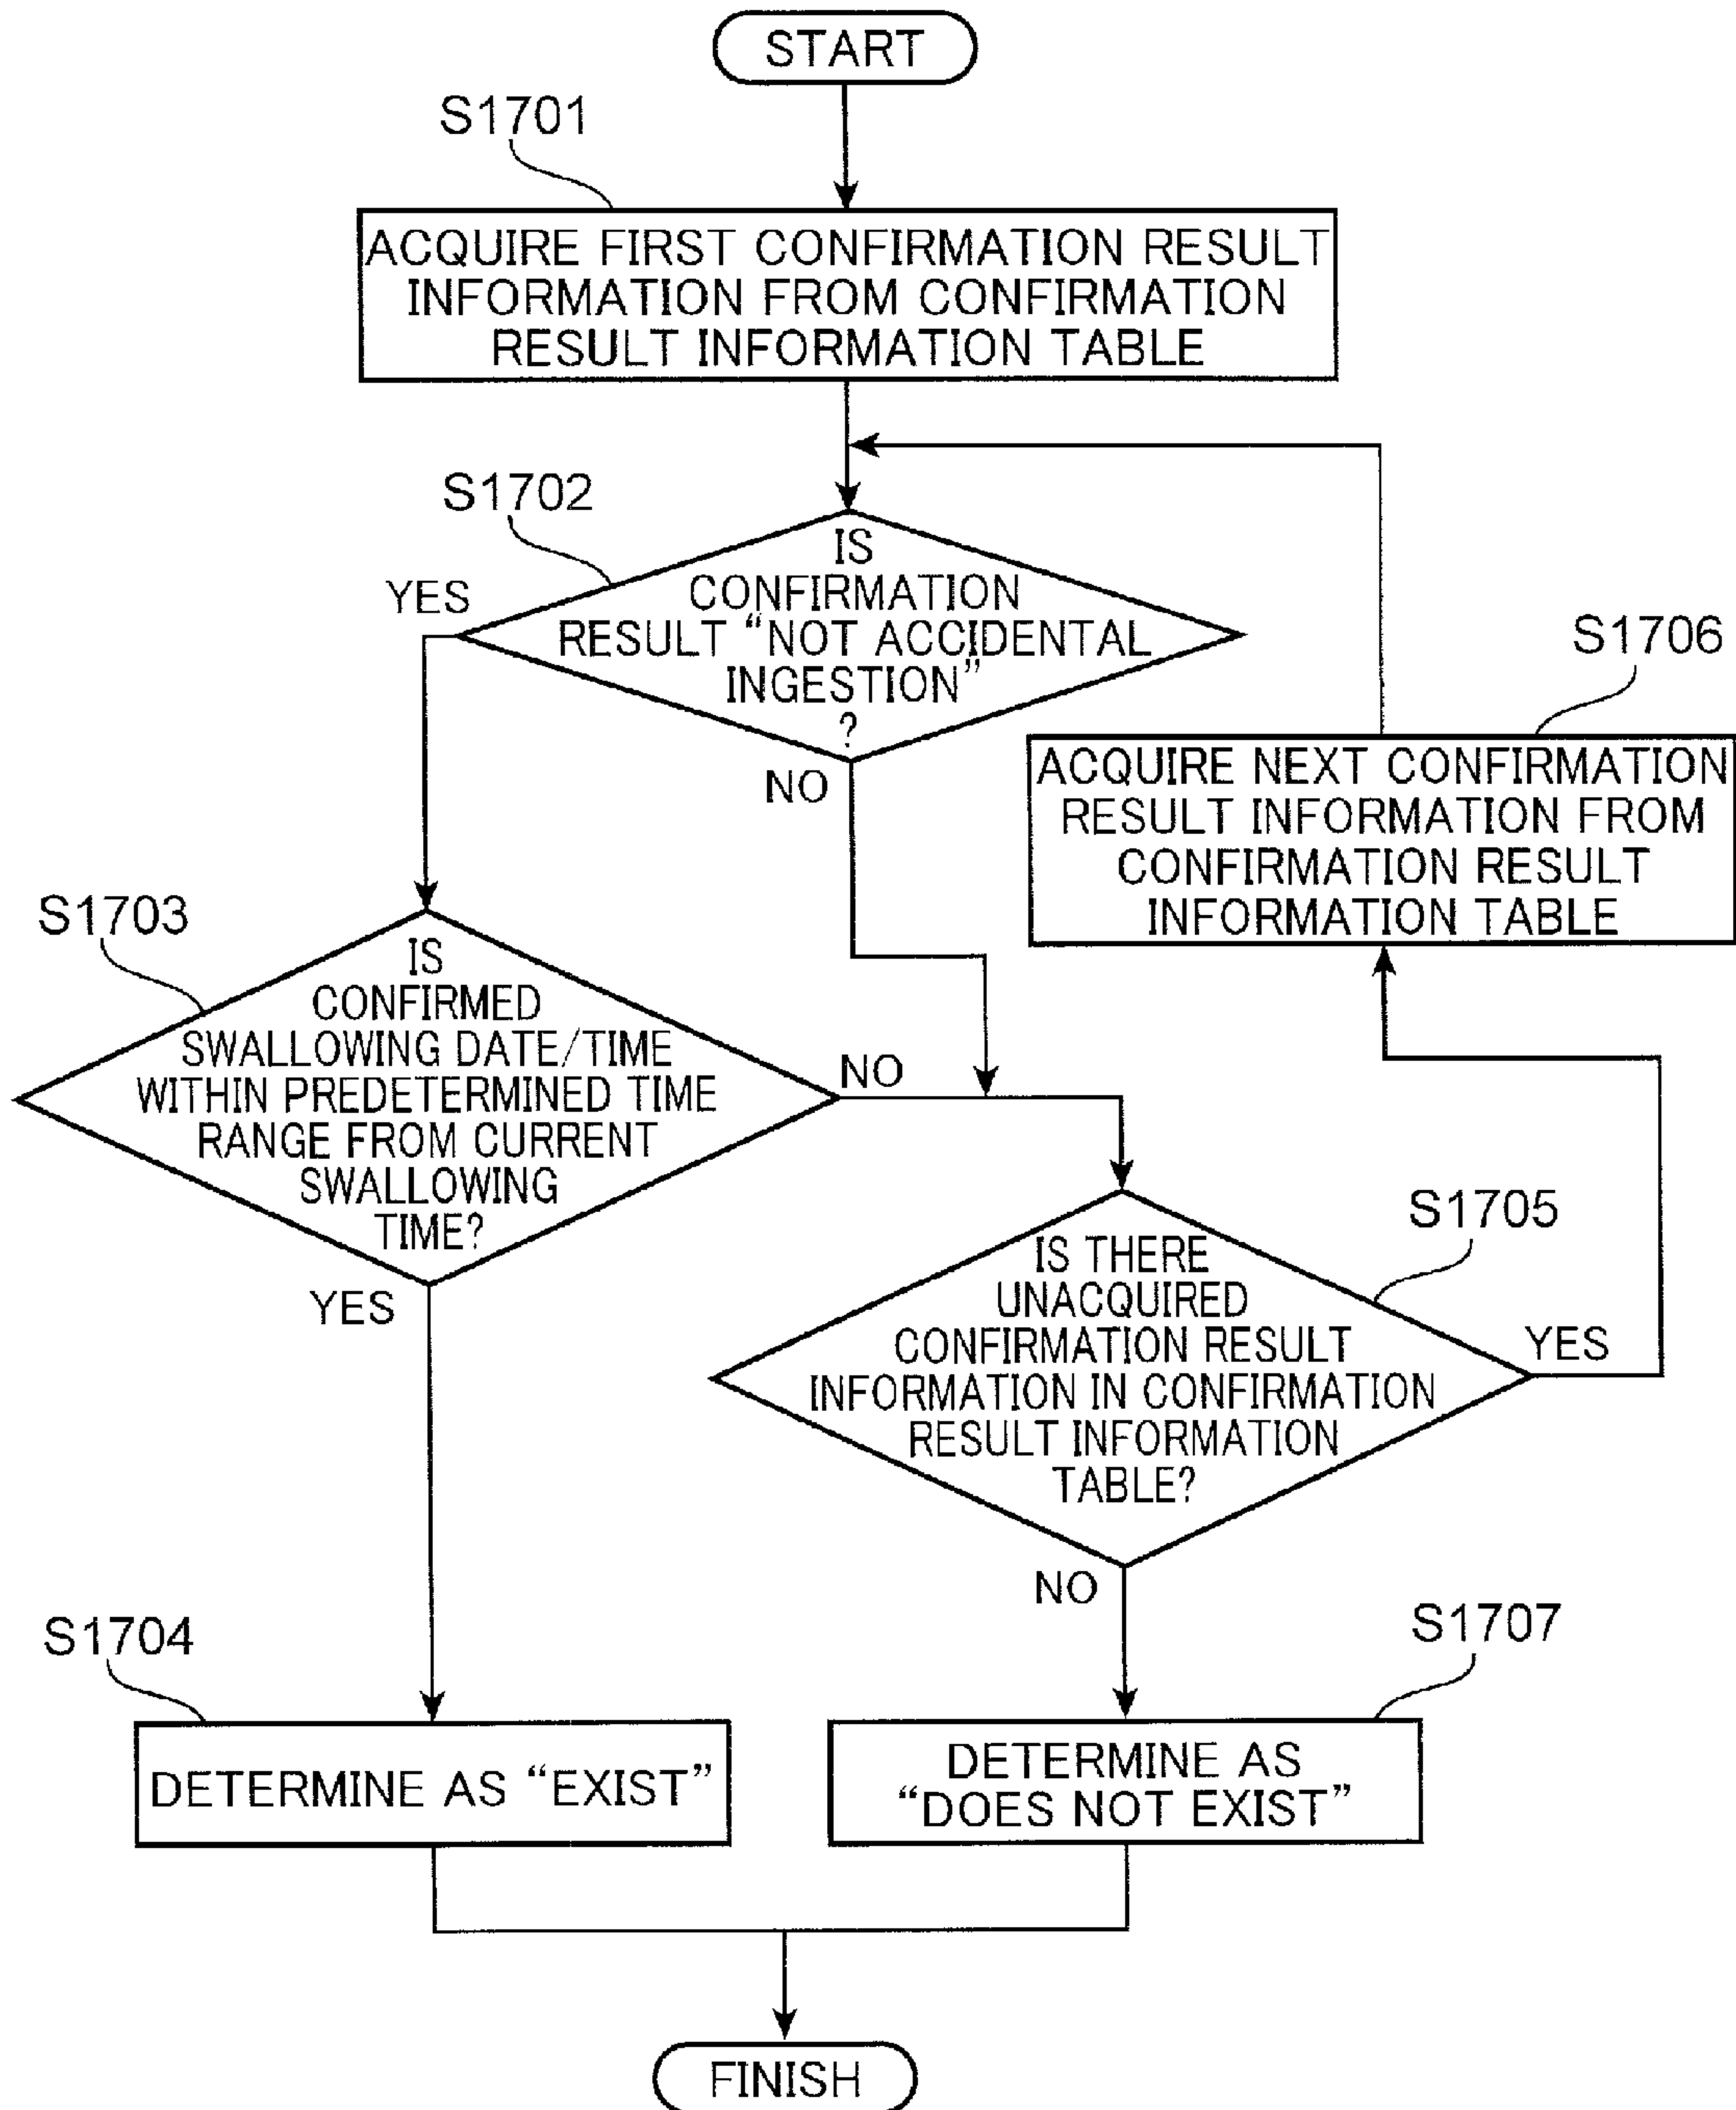 START
S1701
ACQUIRE FIRST CONFIRMATION RESULT
INFORMATION FROM CONFIRMATION
RESULT INFORMATION TABLE
S1702
YES
IS
CONFIRMATION
RESULT “NOT ACCIDENTAL
INGESTION”
?
NO
S1706
ACQUIRE NEXT CONFIRMATION
RESULT INFORMATION FROM
CONFIRMATION RESULT
INFORMATION TABLE
S1703
IS
CONFIRMED
SWALLOWING DATE/TIME
WITHIN PREDETERMINED TIME
RANGE FROM CURRENT
SWALLOWING
TIME?
NO
YES
S1705
IS THERE
UNACQUIRED
CONFIRMATION RESULT
INFORMATION IN CONFIRMATION
RESULT INFORMATION
TABLE?
YES
NO
S1704
DETERMINE AS “EXIST”
S1707
DETERMINE AS
“DOES NOT EXIST”
FINISH